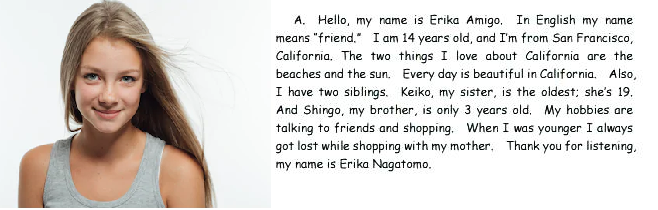 A. Hello, my name is Erika Amigo. In English my name
means "friend." I am 14 years old, and I'm from San Francisco,
California. The two things I love about California are the
beaches and the sun. Every day is beautiful in California. Also,
I have two siblings. Keiko, my sister, is the oldest; she's 19.
And Shingo, my brother, is only 3 years old. My hobbies are
talking to friends and shopping. When I was younger I always
got lost while shopping with my mother. Thank you for listening,
my name is Erika Nagatomo.